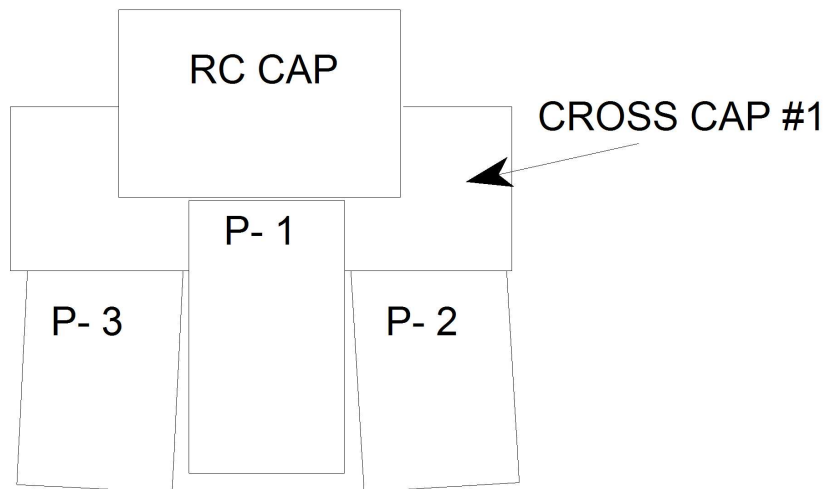 RC CAP
CROSS CAP #1
P- 1
P- 3
P- 2